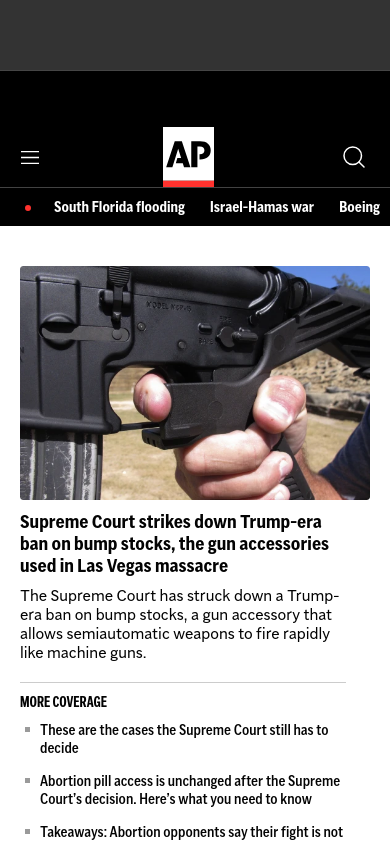 AP
South Florida flooding Israel-Hamas war Boeing
Supreme Court strikes down Trump-era
ban on bump stocks, the gun accessories
used in Las Vegas massacre
The Supreme Court has struck down a Trump-
era ban on bump stocks, a gun accessory that
allows semiautomatic weapons to fire rapidly
like machine guns.
MORE COVERAGE
These are the cases the Supreme Court still has to
decide
Abortion pill access is unchanged after the Supreme
Court’s decision. Here’s what you need to know
Takeaways: Abortion opponents say their fight is not